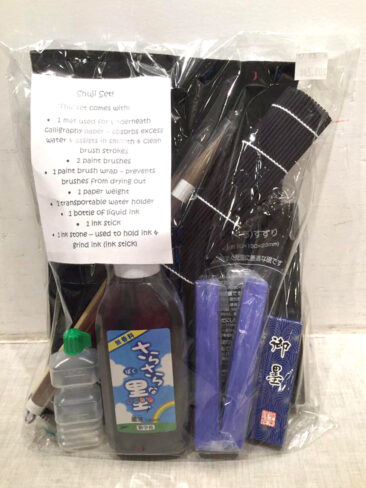 Shuji Set!
This set comes with:
• 1 mat used for underneath
calligraphy paper – absorbs excess
water & assists in smooth & clean
brush strokes
• 2 paint brushes
• 1 paint brush wrap – prevents
brushes from drying out
• 1 paper weight
• 1 transportable water holder
• 1 bottle of liquid ink
• 1 ink stick
• 1 ink stone – used to hold ink &
grind ink (ink stick)
すずり
さらさら
御墨